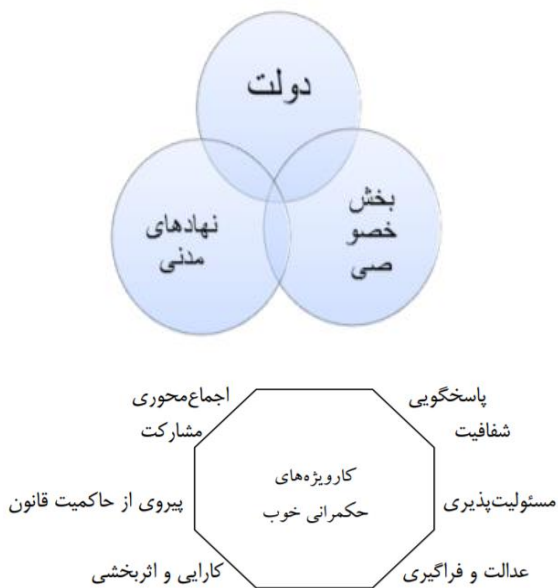 دولت
بخش
خصو
صی
نهادهای
مدنی
پاسخگویی
اجماع‌محوری
شفافیت
مشارکت
کارویژه‌های
حکمرانی خوب
مسئولیت‌پذیری
پیروی از حاکمیت قانون
عدالت و فراگیری
کارایی و اثربخشی